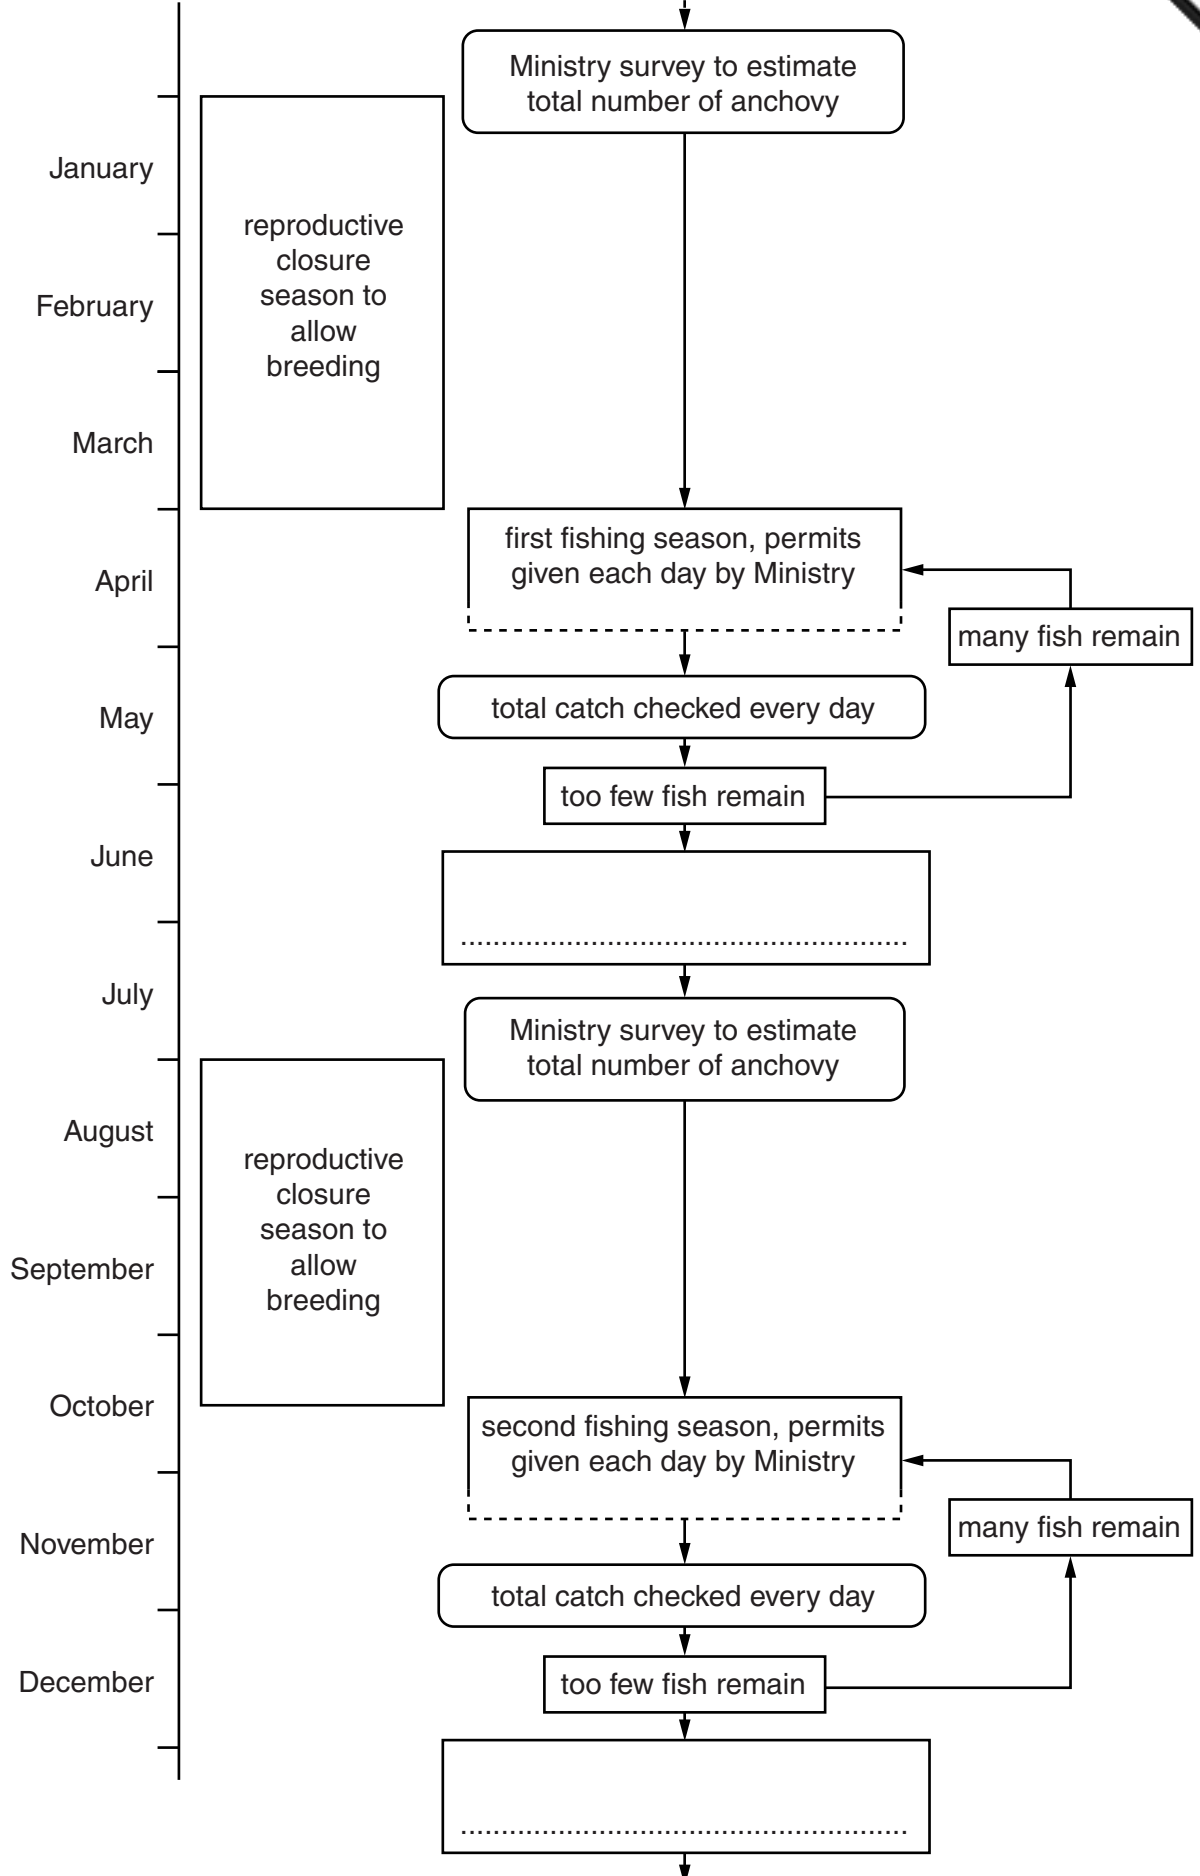 Ministry survey to estimate
total number of anchovy
January
reproductive
closure
season to
allow
breeding
February
March
first fishing season, permits
given each day by Ministry
April
many fish remain
total catch checked every day
May
too few fish remain
June
..........................................................
July
Ministry survey to estimate
total number of anchovy
August
reproductive
closure
season to
allow
breeding
September
October
second fishing season, permits
given each day by Ministry
many fish remain
November
total catch checked every day
December
too few fish remain
..........................................................